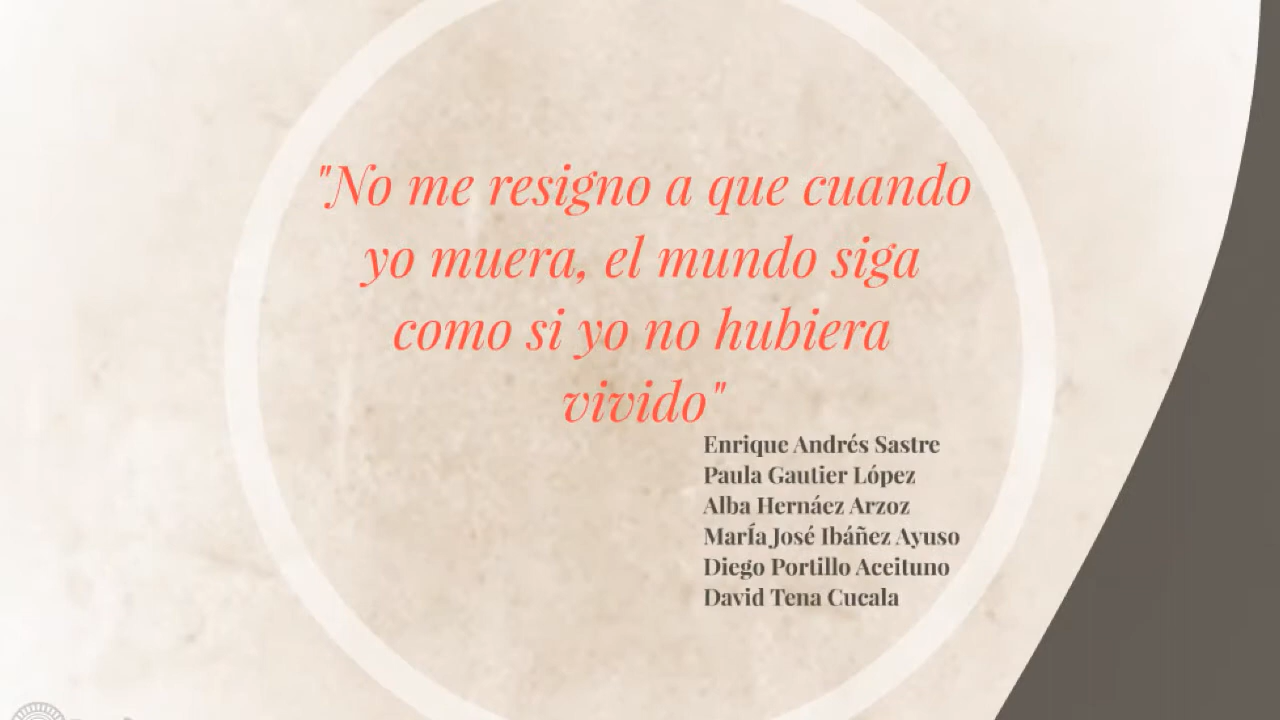 "No me resigno a que cuando
yo muera, el mundo siga
como si yo no hubiera
vivido"
Enrique Andrés Sastre
Paula Gautier López
Alba Hernáez Arzoz
MarÍa José Ibáñez Ayuso
Diego Portillo Aceituno
David Tena Cucala